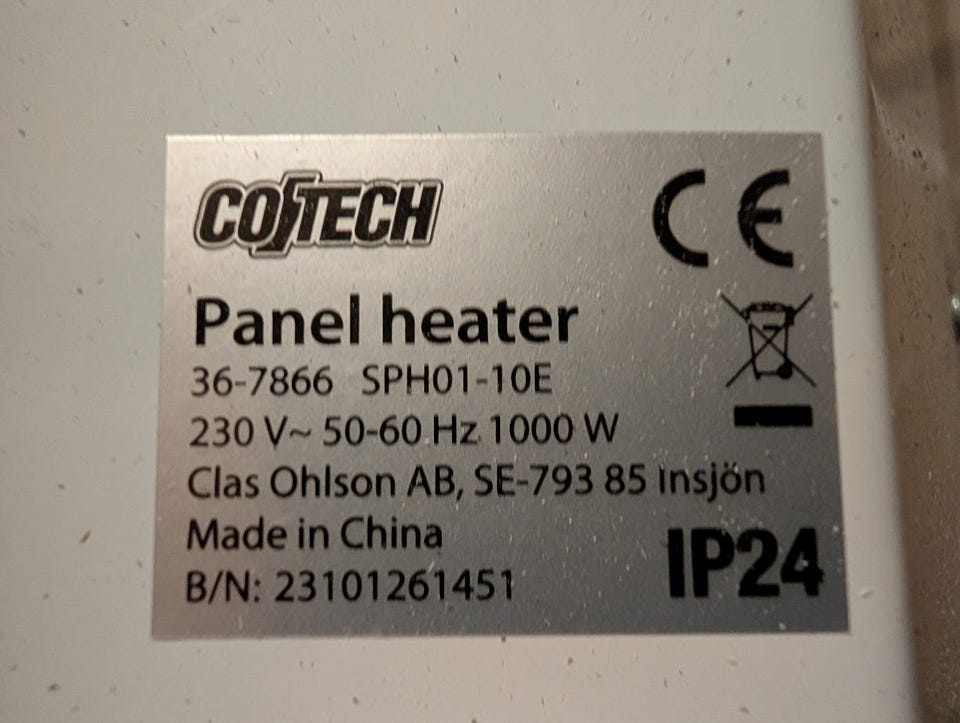 COTECH
CE
Panel heater
36-7866 SPH01-10E
230 V~ 50-60 Hz 1000 W
Clas Ohlson AB, SE-793 85 Insjön
Made in China
B/N: 23101261451
IP24